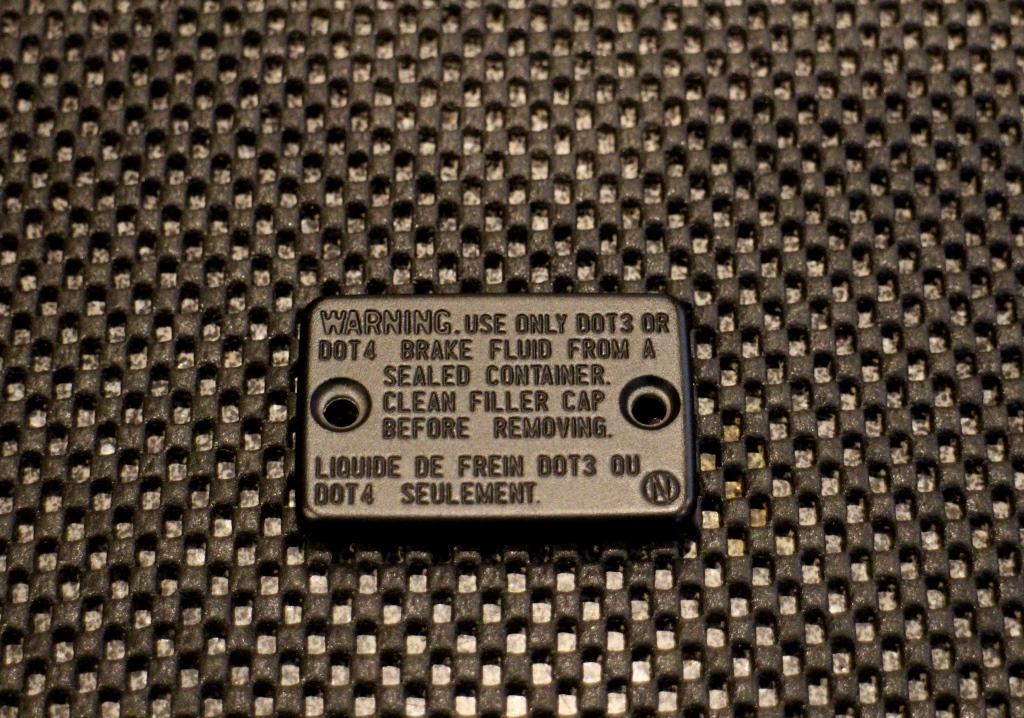 WARNING. USE ONLY DOT3 OR
DOT4 BRAKE FLUID FROM A
SEALED CONTAINER.
CLEAN FILLER CAP
BEFORE REMOVING.
LIQUIDE DE FREIN DOT3 OU
DOT4 SEULEMENT.
N